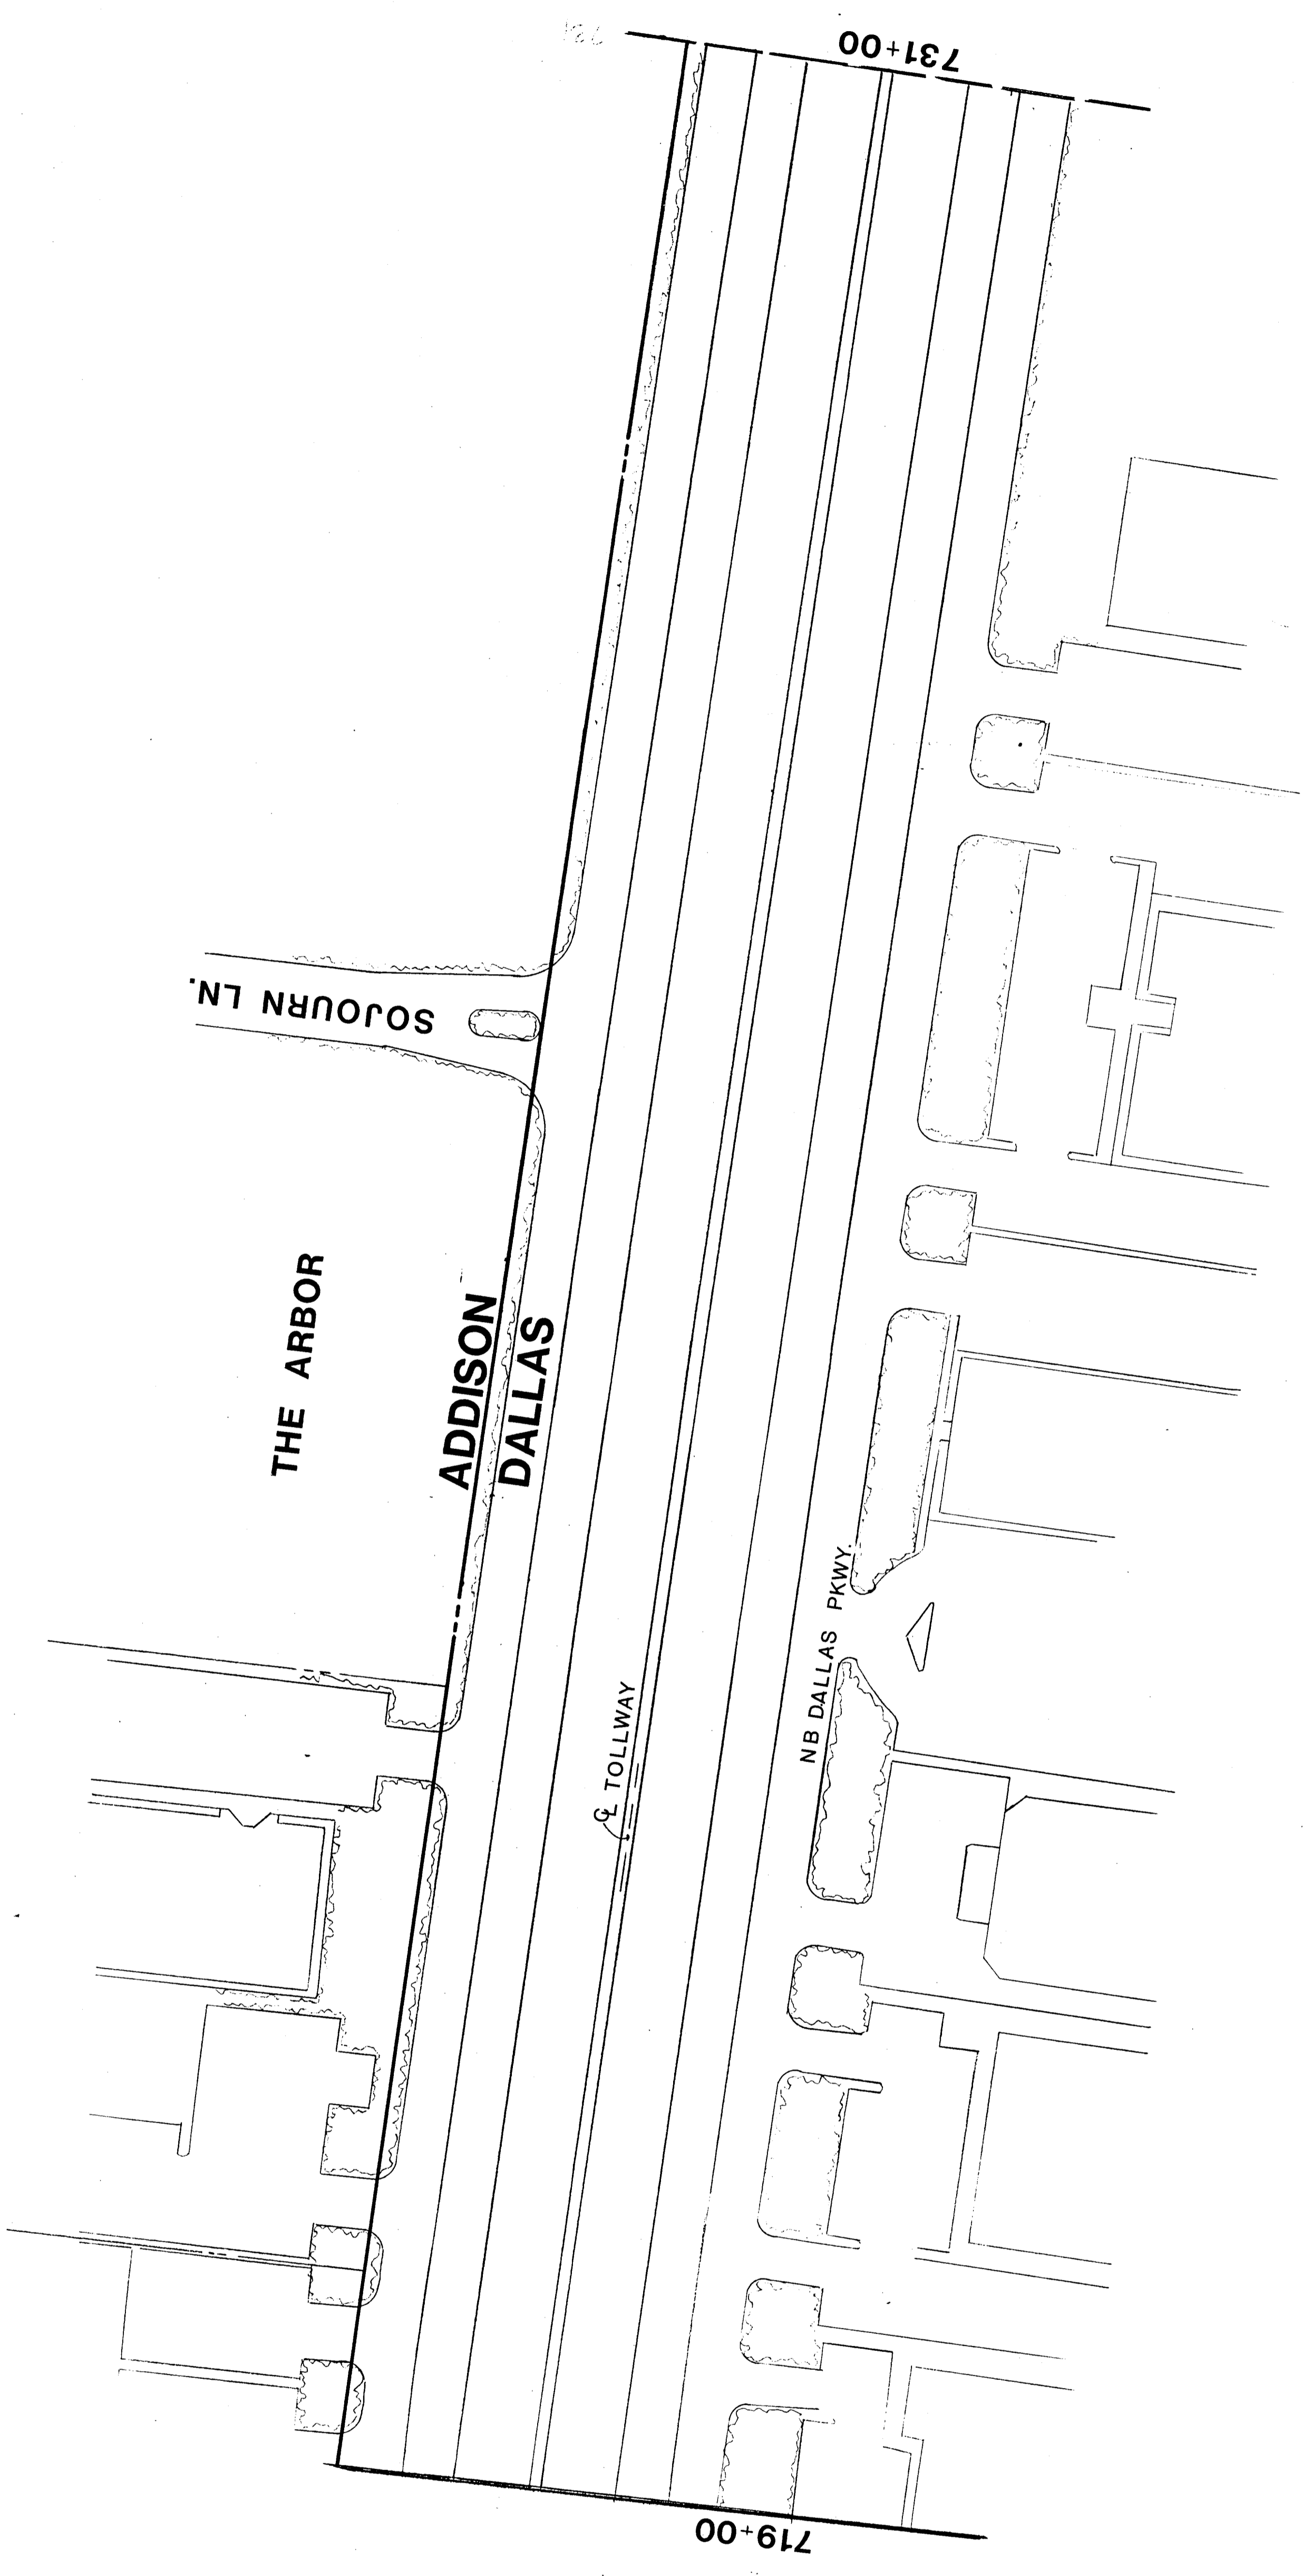 731+00
SOJOURN LN.
THE ARBOR
ADDISON
DALLAS
NB DALLAS PKWY.
℄ TOLLWAY
719+00